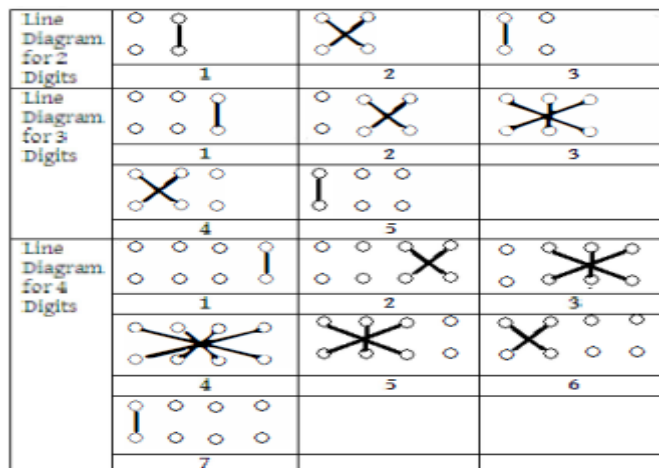 Line
Diagram
for 2
Digits
1 2 3
Line
Diagram
for 3
Digits
1 2 3
4 5
Line
Diagram
for 4
Digits
1 2 3
4 5 6
7